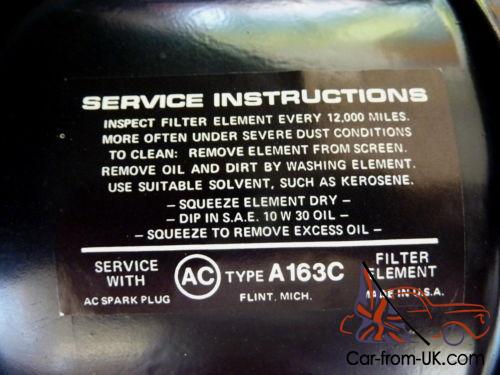 SERVICE INSTRUCTIONS
INSPECT FILTER ELEMENT EVERY 12,000 MILES.
MORE OFTEN UNDER SEVERE DUST CONDITIONS
TO CLEAN: REMOVE ELEMENT FROM SCREEN.
REMOVE OIL AND DIRT BY WASHING ELEMENT.
USE SUITABLE SOLVENT, SUCH AS KEROSENE.
– SQUEEZE ELEMENT DRY –
– DIP IN S.A.E. 10 W 30 OIL –
– SQUEEZE TO REMOVE EXCESS OIL –
SERVICE
WITH
AC SPARK PLUG
AC TYPE A163C
FLINT, MICH.
FILTER
ELEMENT
MADE IN U.S.A.
Car-from-UK.com